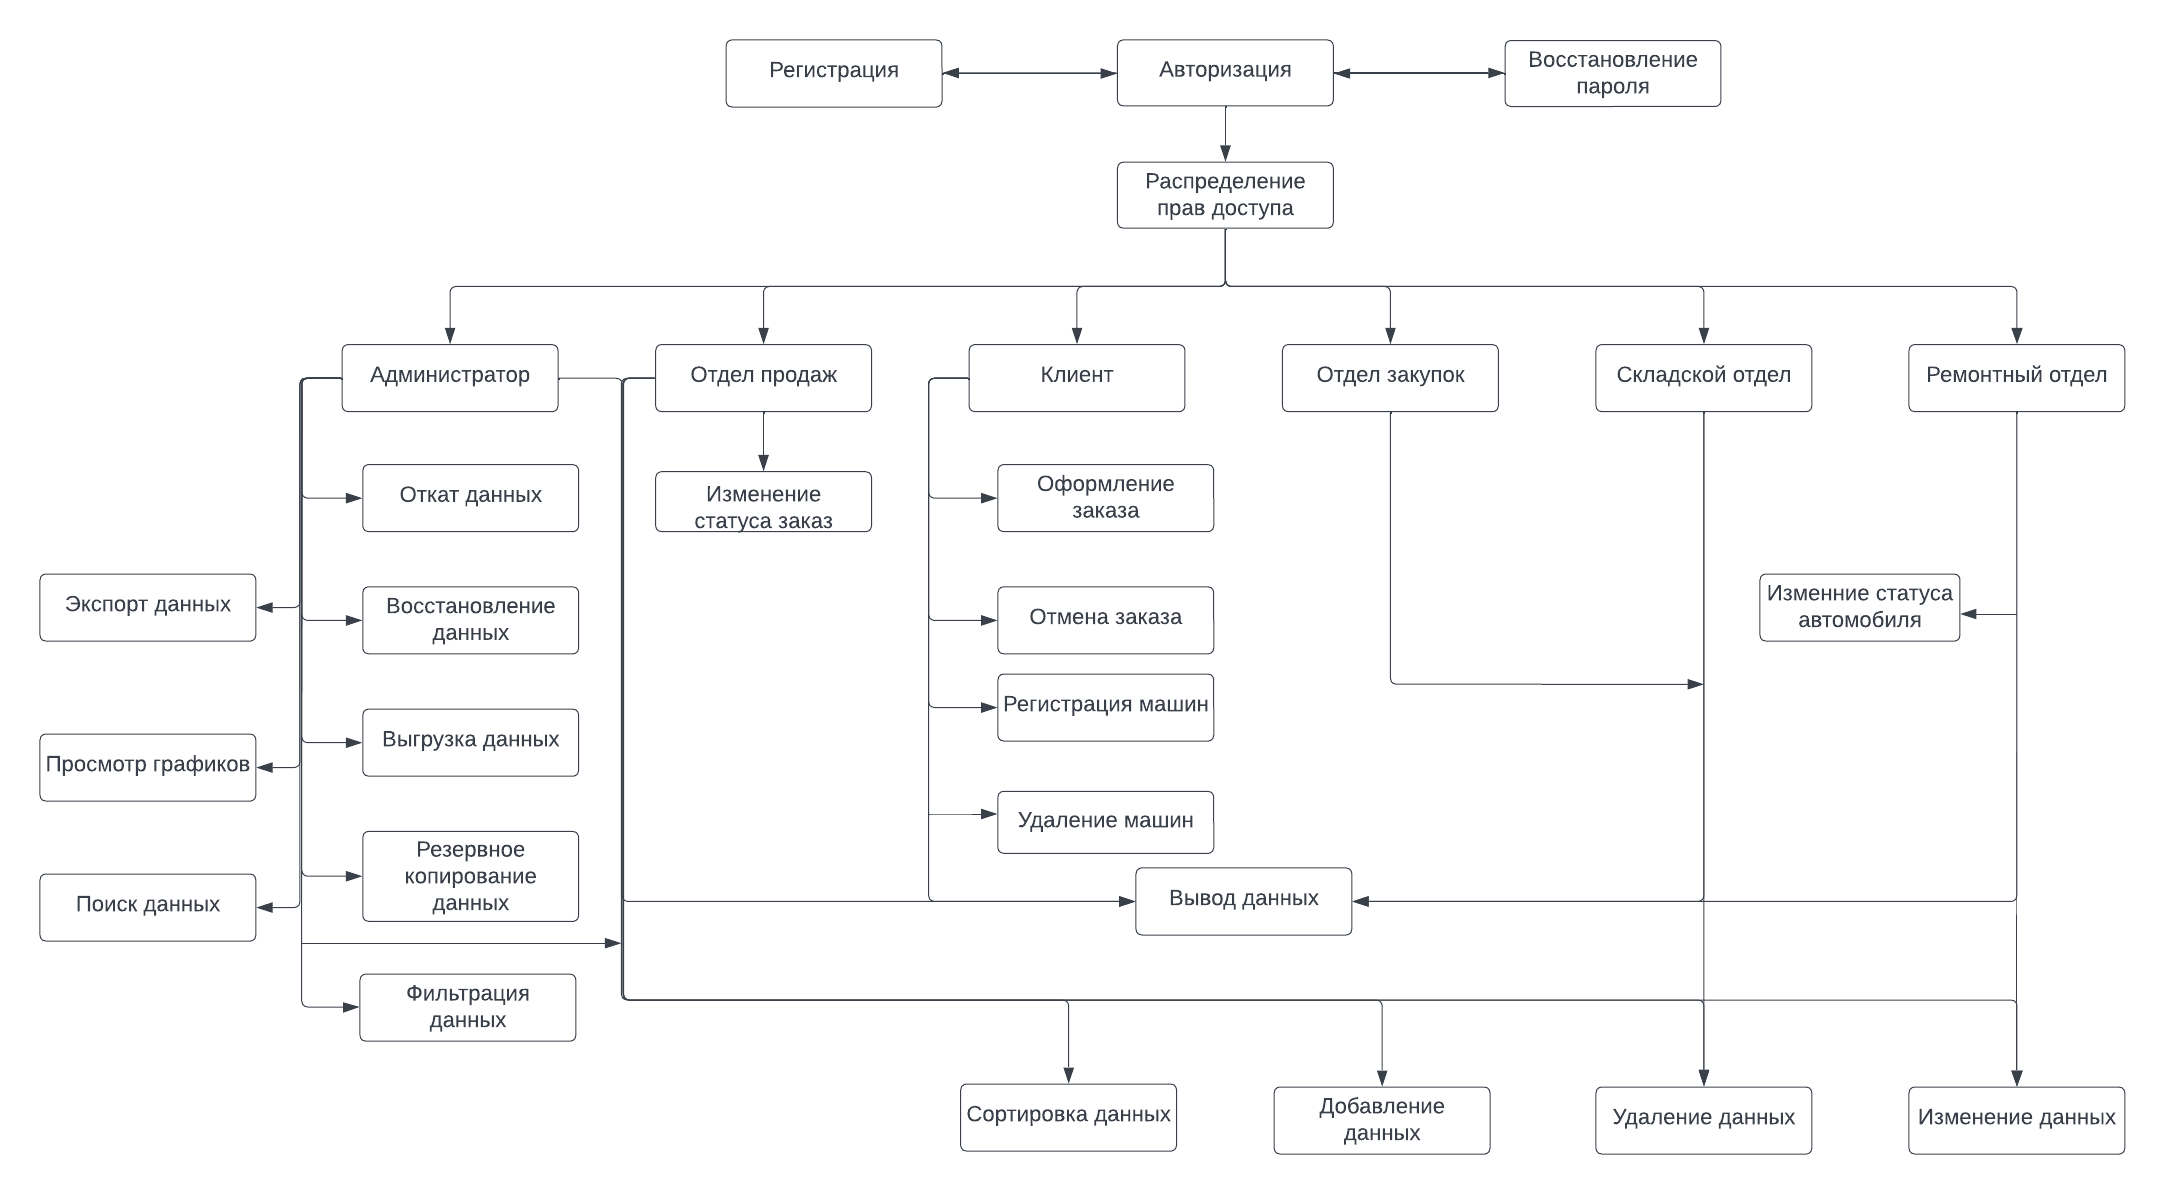 Регистрация
Авторизация
Восстановление
пароля
Распределение
прав доступа
Администратор
Отдел продаж
Клиент
Отдел закупок
Складской отдел
Ремонтный отдел
Откат данных
Изменение
статуса заказ
Оформление
заказа
Экспорт данных
Восстановление
данных
Отмена заказа
Изменние статуса
автомобиля
Регистрация машин
Просмотр графиков
Выгрузка данных
Удаление машин
Резервное
копирование
данных
Поиск данных
Вывод данных
Фильтрация
данных
Сортировка данных
Добавление
данных
Удаление данных
Изменение данных